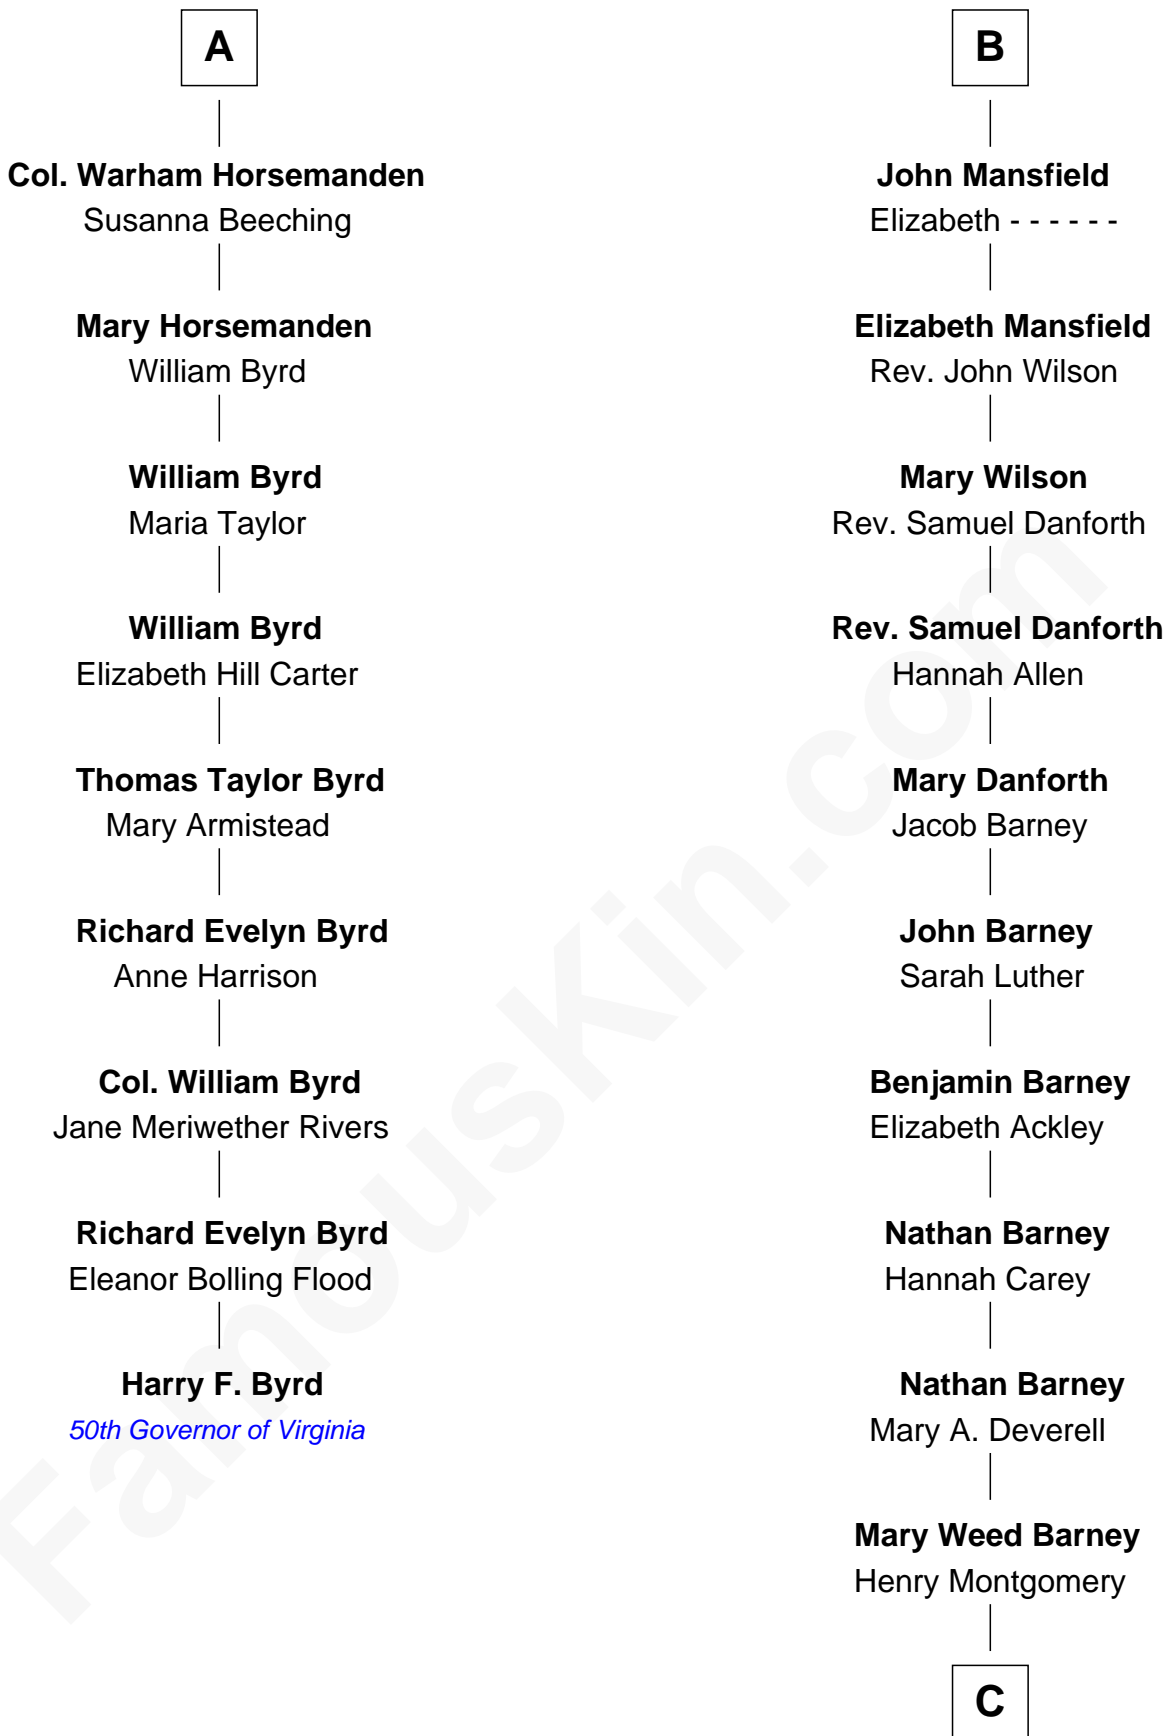 A
Col. Warham Horsemanden
Susanna Beeching
Mary Horsemanden
William Byrd
William Byrd
Maria Taylor
William Byrd
Elizabeth Hill Carter
Thomas Taylor Byrd
Mary Armistead
Richard Evelyn Byrd
Anne Harrison
Col. William Byrd
Jane Meriwether Rivers
Richard Evelyn Byrd
Eleanor Bolling Flood
Harry F. Byrd
50th Governor of Virginia
B
John Mansfield
Elizabeth - - - - - -
Elizabeth Mansfield
Rev. John Wilson
Mary Wilson
Rev. Samuel Danforth
Rev. Samuel Danforth
Hannah Allen
Mary Danforth
Jacob Barney
John Barney
Sarah Luther
Benjamin Barney
Elizabeth Ackley
Nathan Barney
Hannah Carey
Nathan Barney
Mary A. Deverell
Mary Weed Barney
Henry Montgomery
C
FamousKin.com